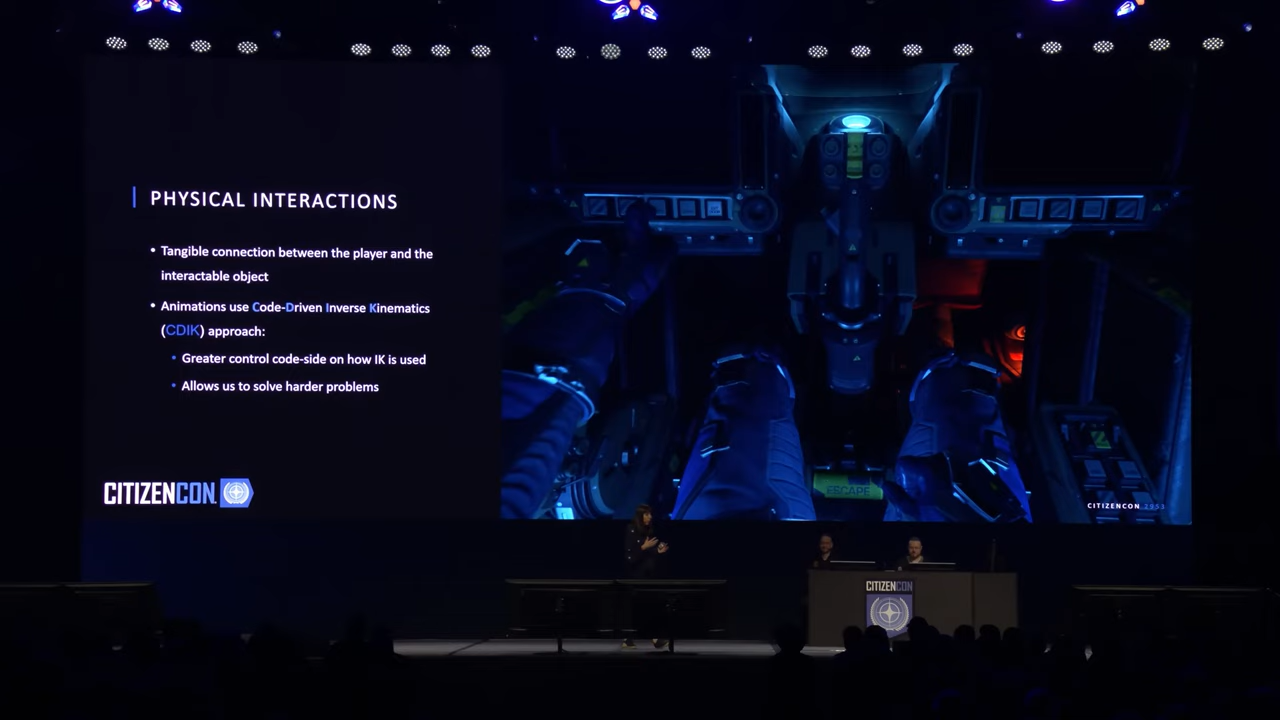 PHYSICAL INTERACTIONS
• Tangible connection between the player and the
interactable object
• Animations use Code-Driven Inverse Kinematics
(CDIK) approach:
• Greater control code-side on how IK is used
• Allows us to solve harder problems
CITIZENCON
ESCAPE
CITIZENCON 2953
CITIZENCON